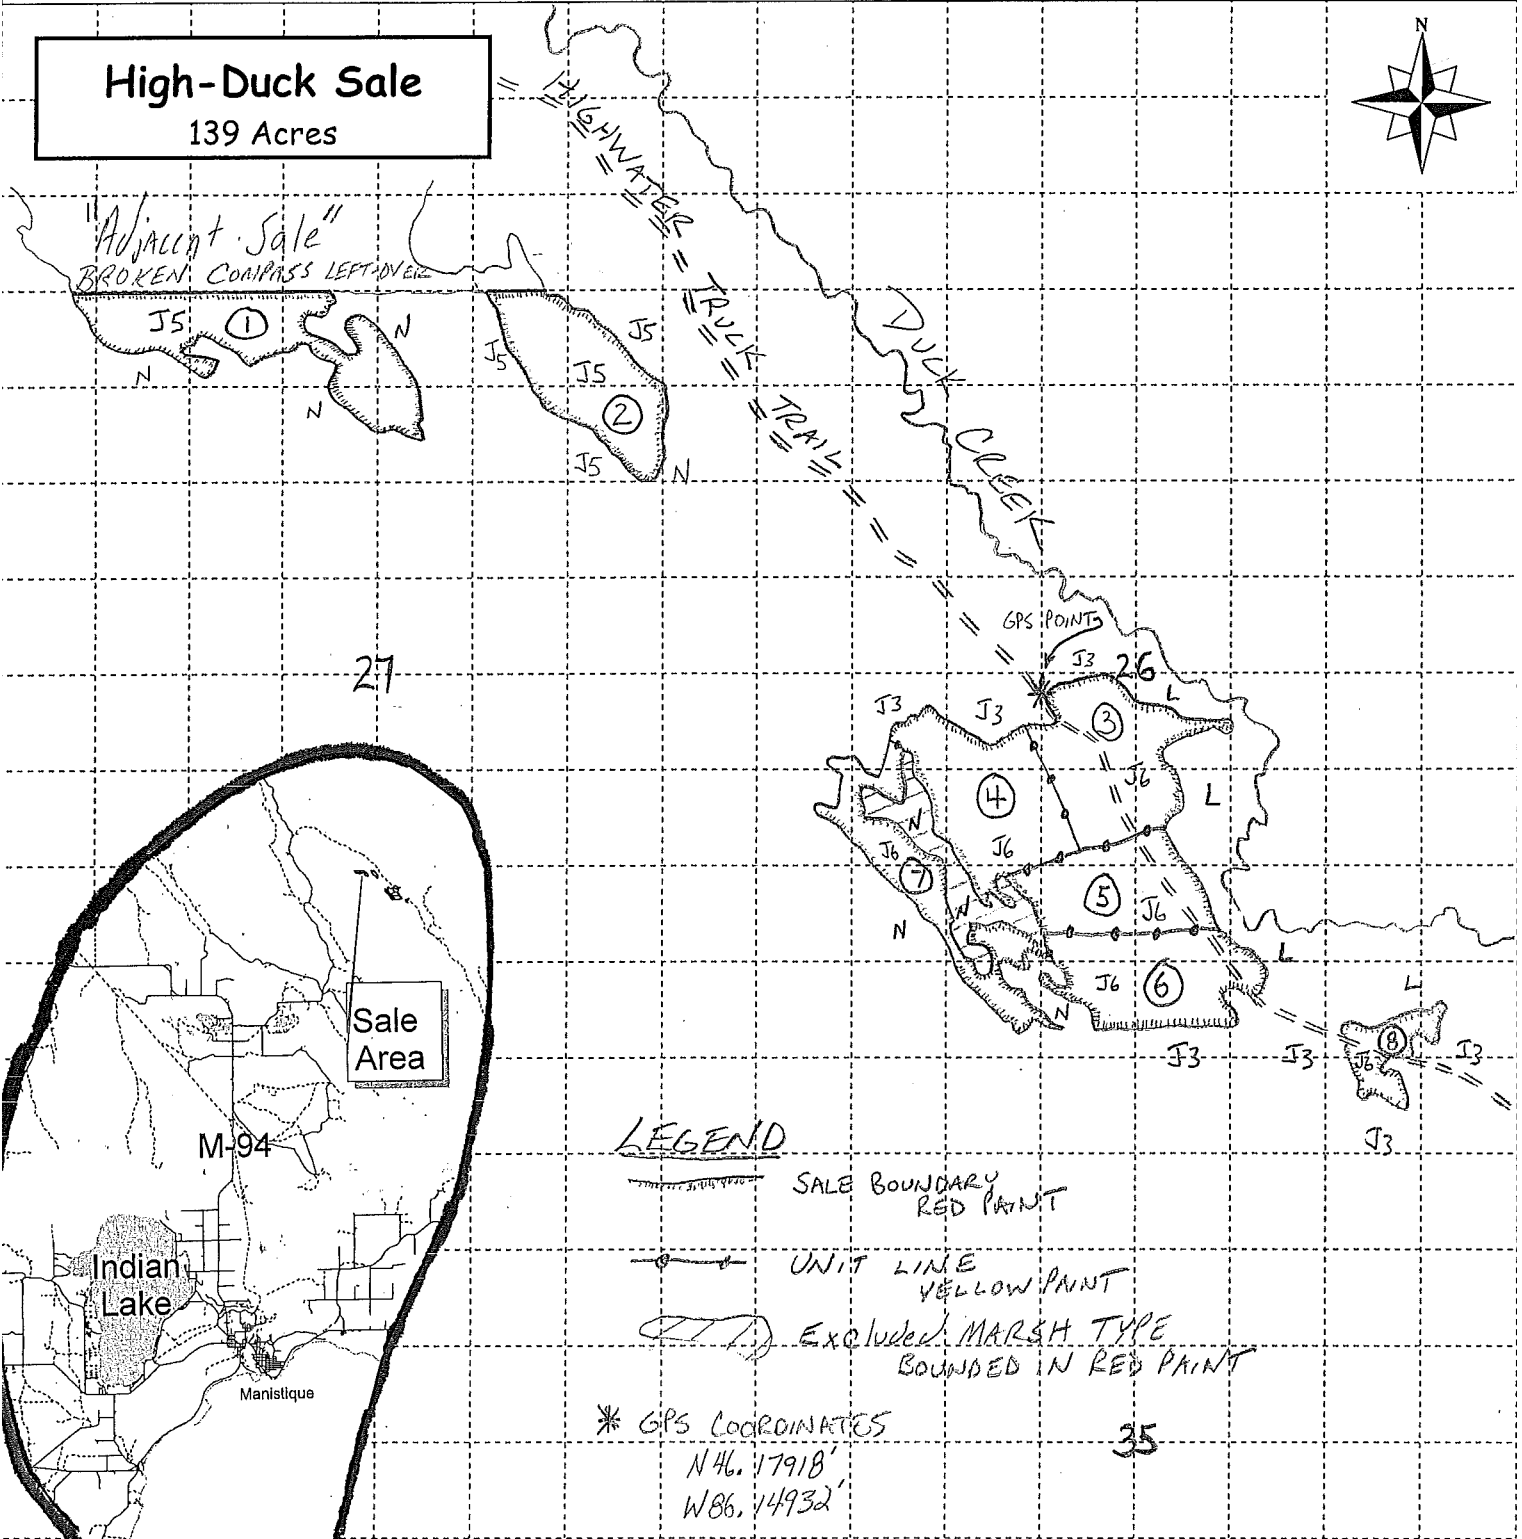 High-Duck Sale
139 Acres
N
HIGHWATER TRUCK TRAIL
DUCK CREEK
"Adjacent Sale"
BROKEN COMPASS LEFTOVER
J5
1
N
N
N
J5
J5
J5
2
J5
N
27
GPS POINT
J3
26
L
J3
J3
3
4
J6
L
N
J6
J6
7
5
J6
N
N
L
J6
6
N
L
J3
J3
8
J6
J3
J3
Sale
Area
M-94
Indian
Lake
Manistique
LEGEND
SALE BOUNDARY
RED PAINT
UNIT LINE
YELLOW PAINT
Excluded MARSH TYPE
BOUNDED IN RED PAINT
GPS COORDINATES
N46.17918'
W86.14932'
35